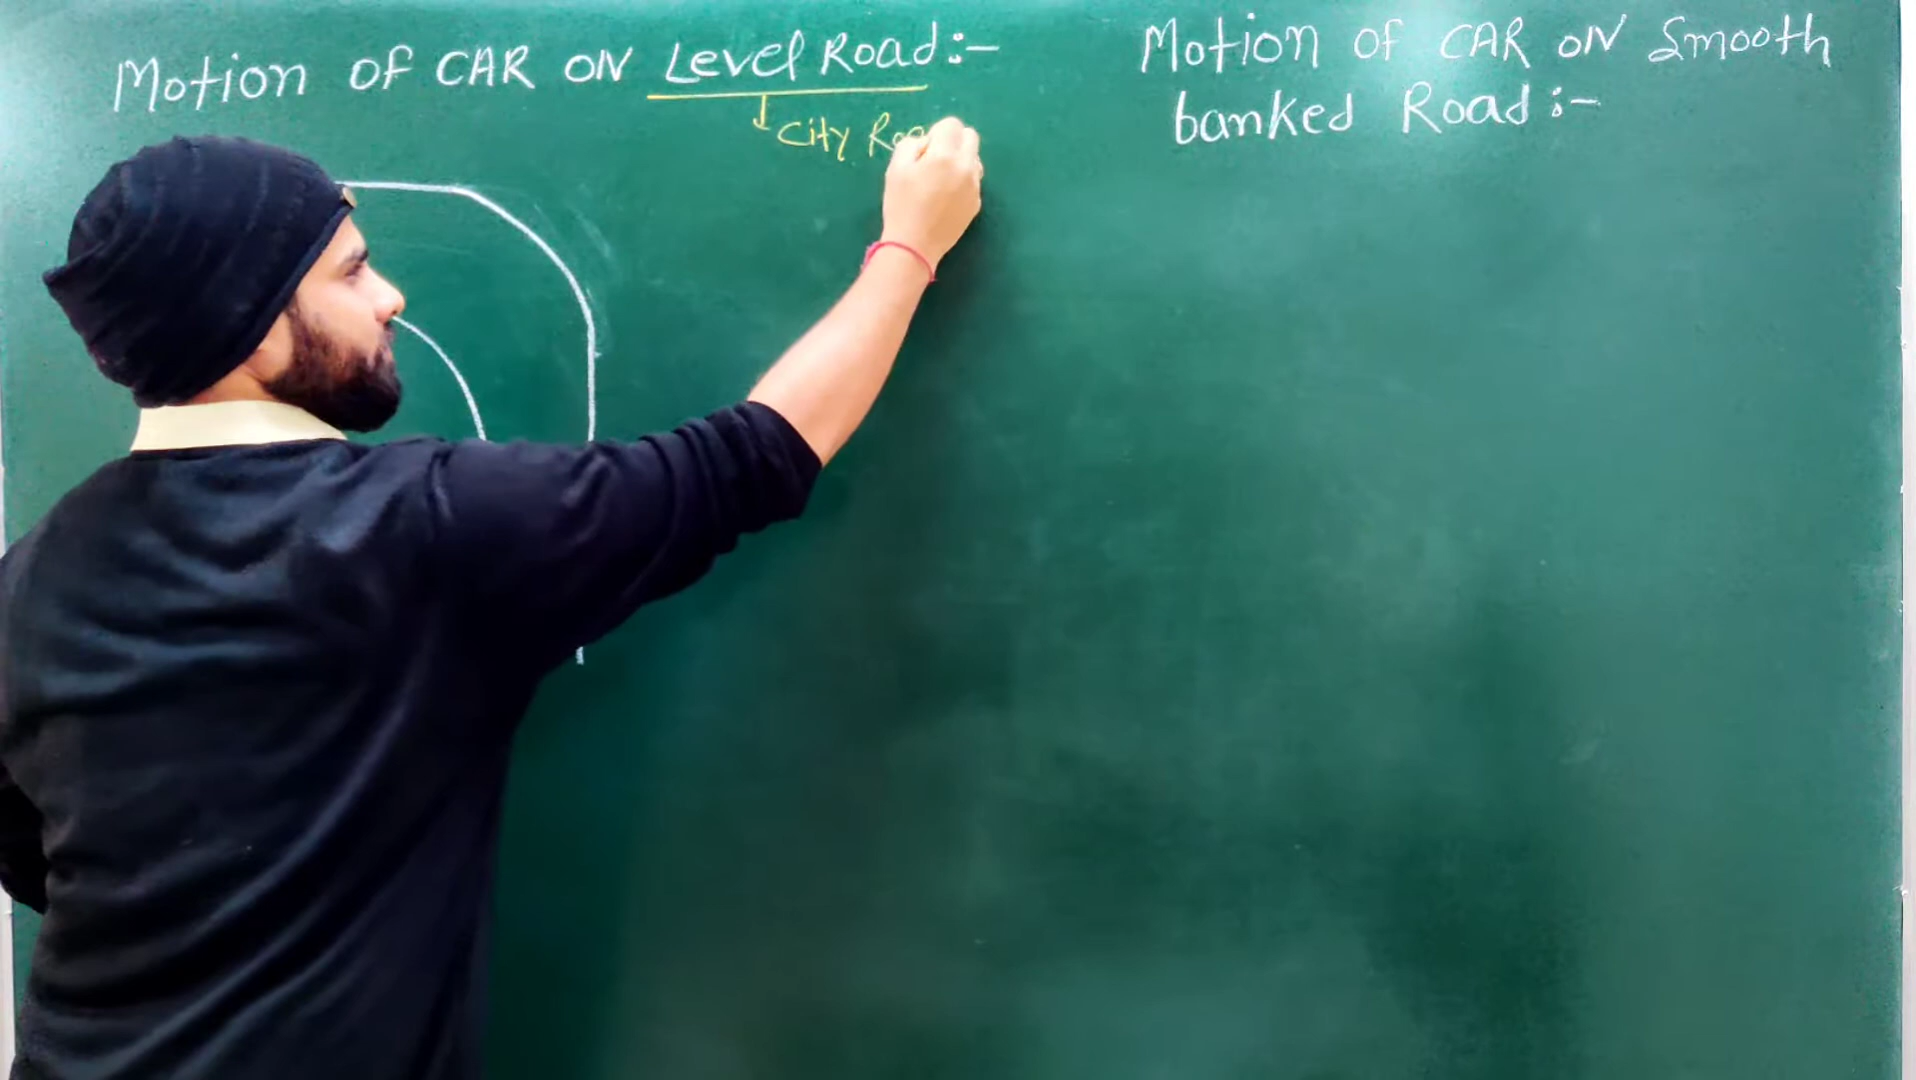 Motion OF CAR ON Level Road:-
City
Motion OF CAR ON Smooth
banked Road:-